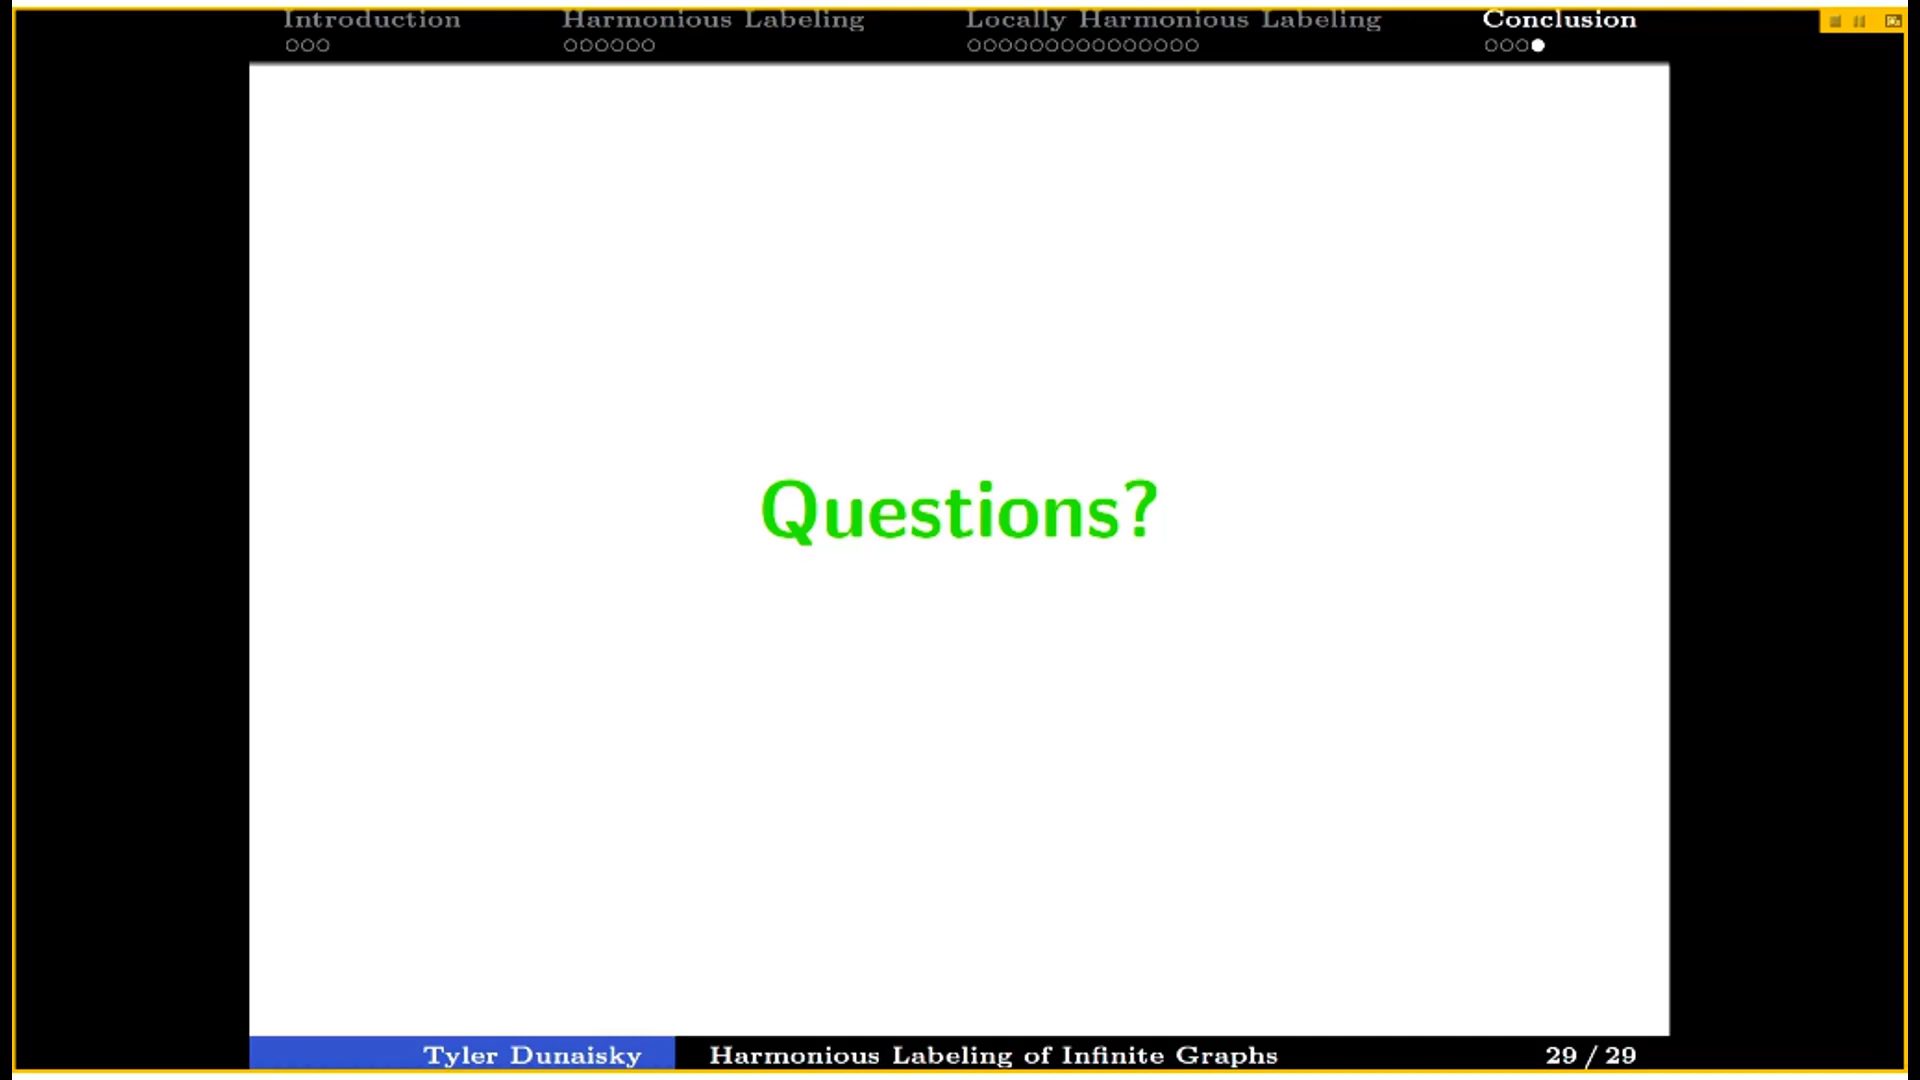 Introduction
Harmonious Labeling
Locally Harmonious Labeling
Conclusion
Questions?
Tyler Dunaisky
Harmonious Labeling of Infinite Graphs
29 / 29